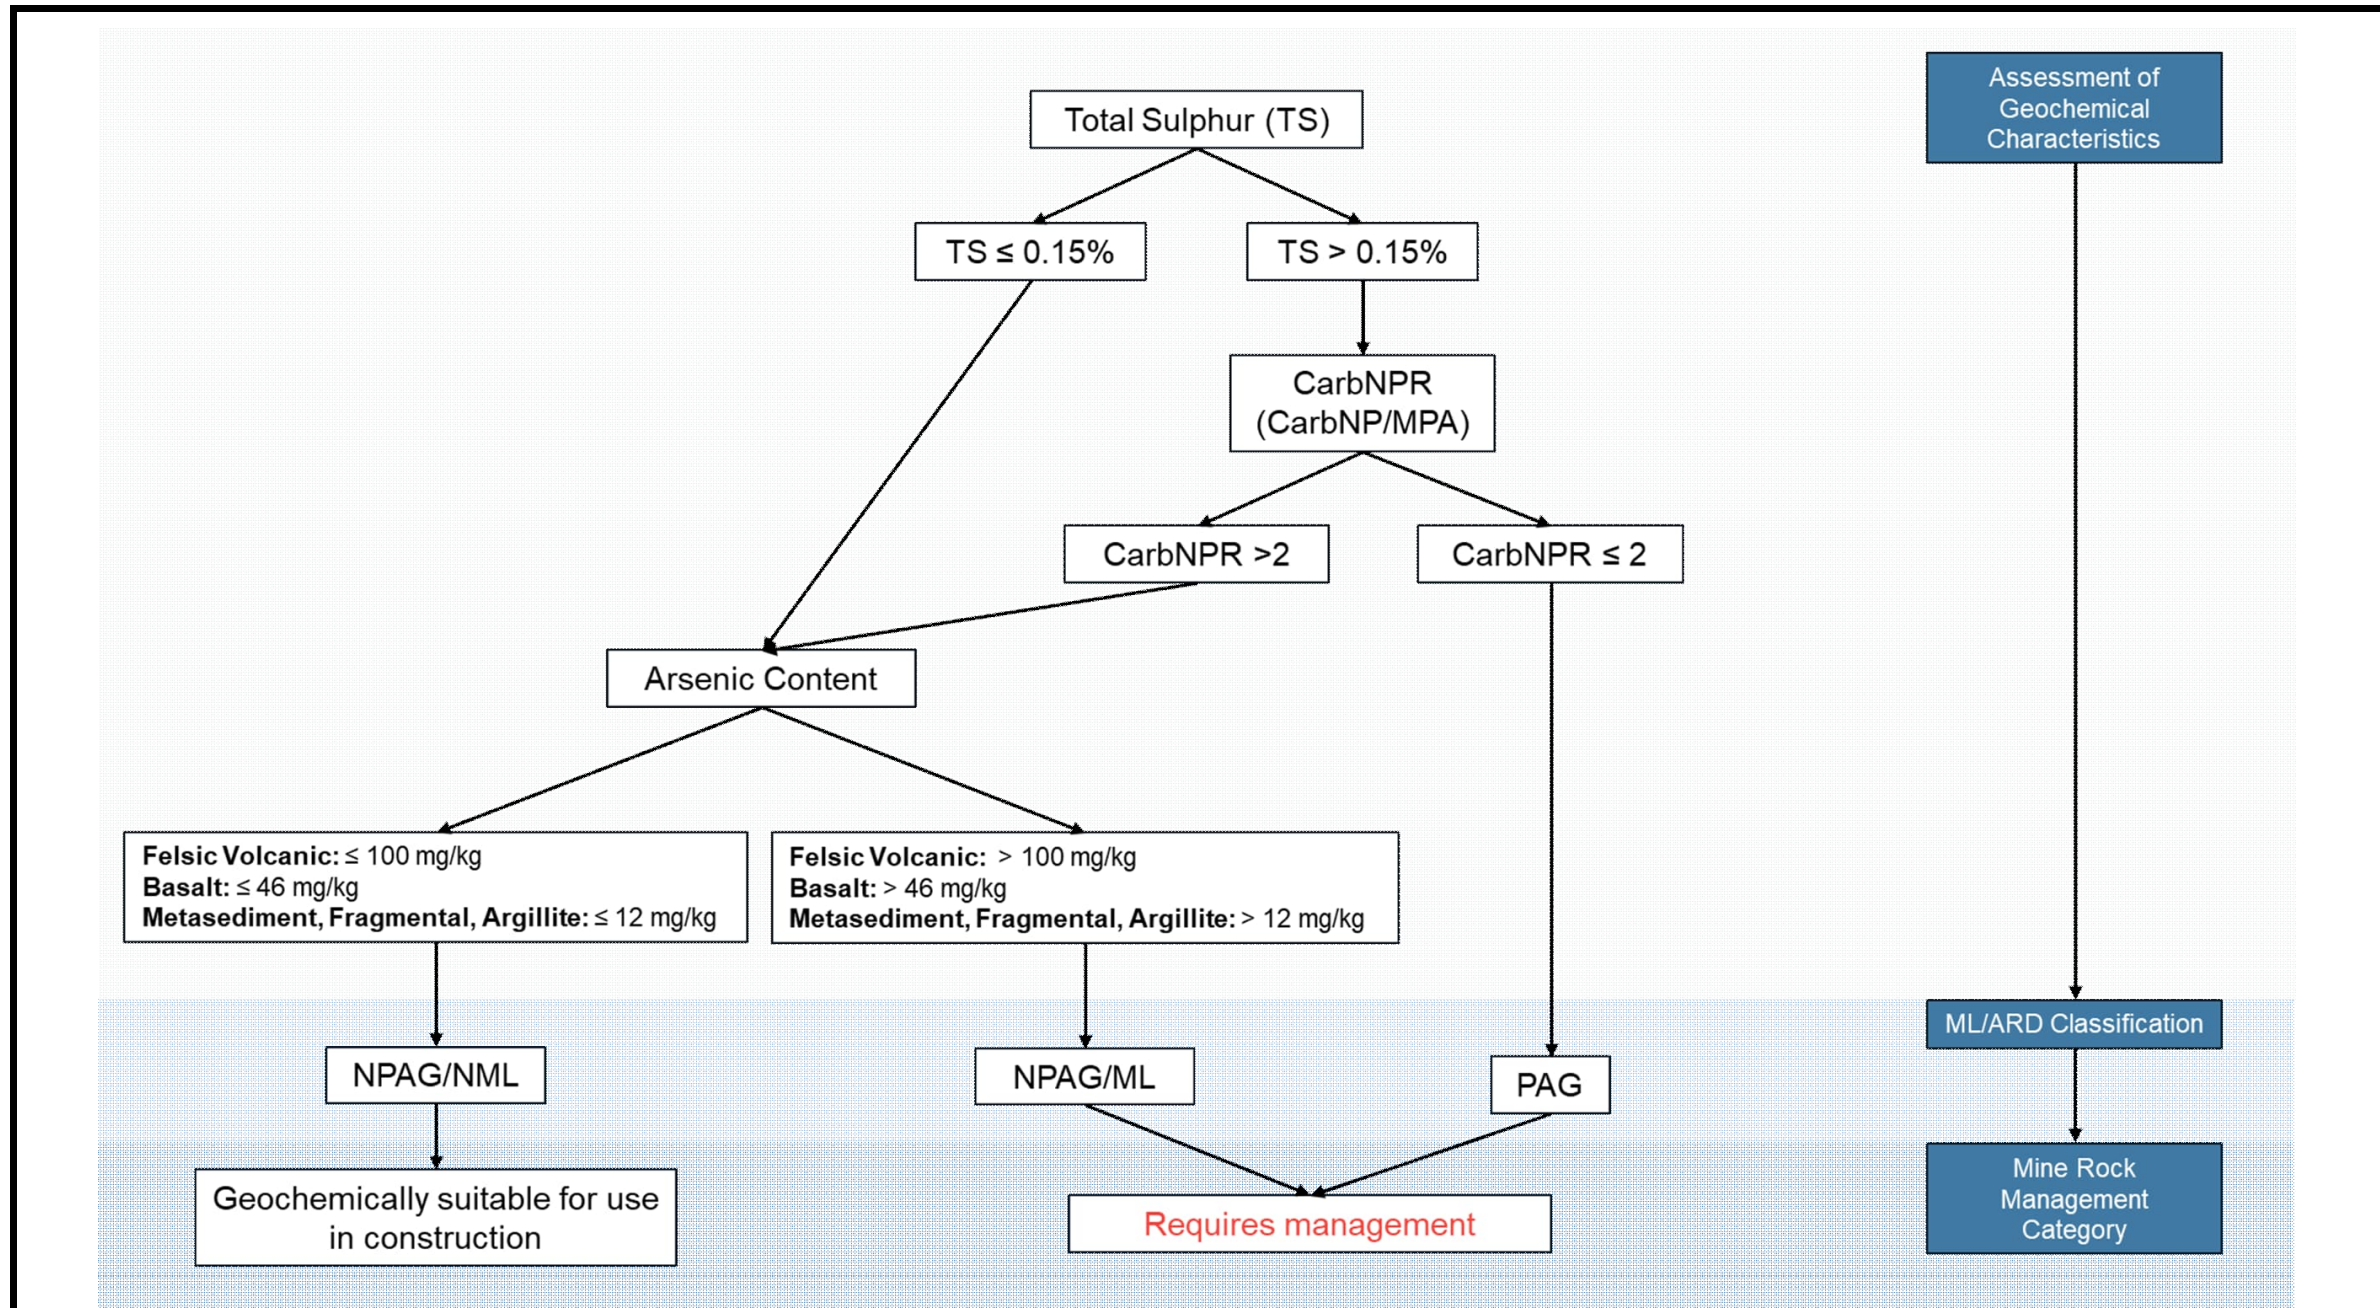 Assessment of
Geochemical
Characteristics
Total Sulphur (TS)
TS ≤ 0.15%
TS > 0.15%
CarbNPR
(CarbNP/MPA)
CarbNPR >2
CarbNPR ≤ 2
Arsenic Content
Felsic Volcanic: ≤ 100 mg/kg
Basalt: ≤ 46 mg/kg
Metasediment, Fragmental, Argillite: ≤ 12 mg/kg
Felsic Volcanic: > 100 mg/kg
Basalt: > 46 mg/kg
Metasediment, Fragmental, Argillite: > 12 mg/kg
ML/ARD Classification
NPAG/NML
NPAG/ML
PAG
Geochemically suitable for use
in construction
Requires management
Mine Rock
Management
Category